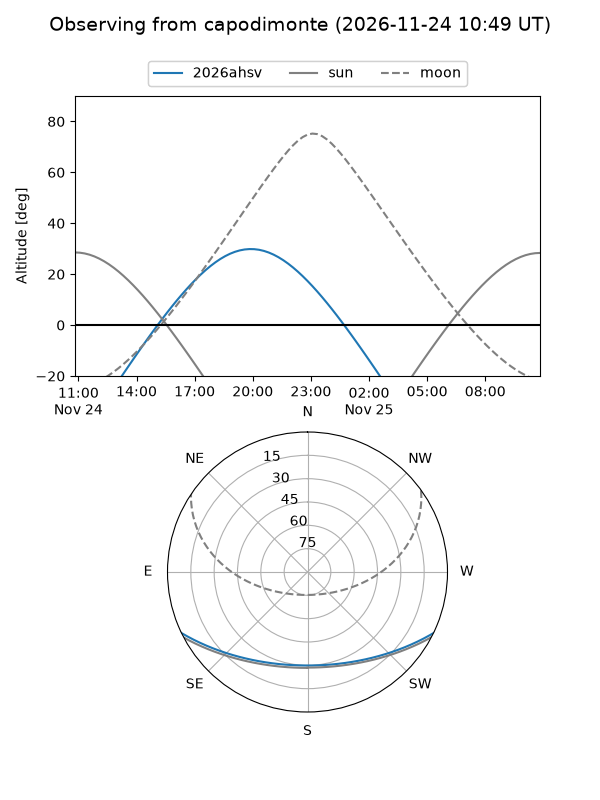 Observing from capodimonte (2026-11-24 10:49 UT)
2026ahsv sun moon
Altitude [deg]
80
60
40
20
0
−20
11:00 14:00 17:00 20:00 23:00 02:00 05:00 08:00
Nov 24 Nov 25
N
NE NW
15
30
45
60
75
E W
SE SW
S